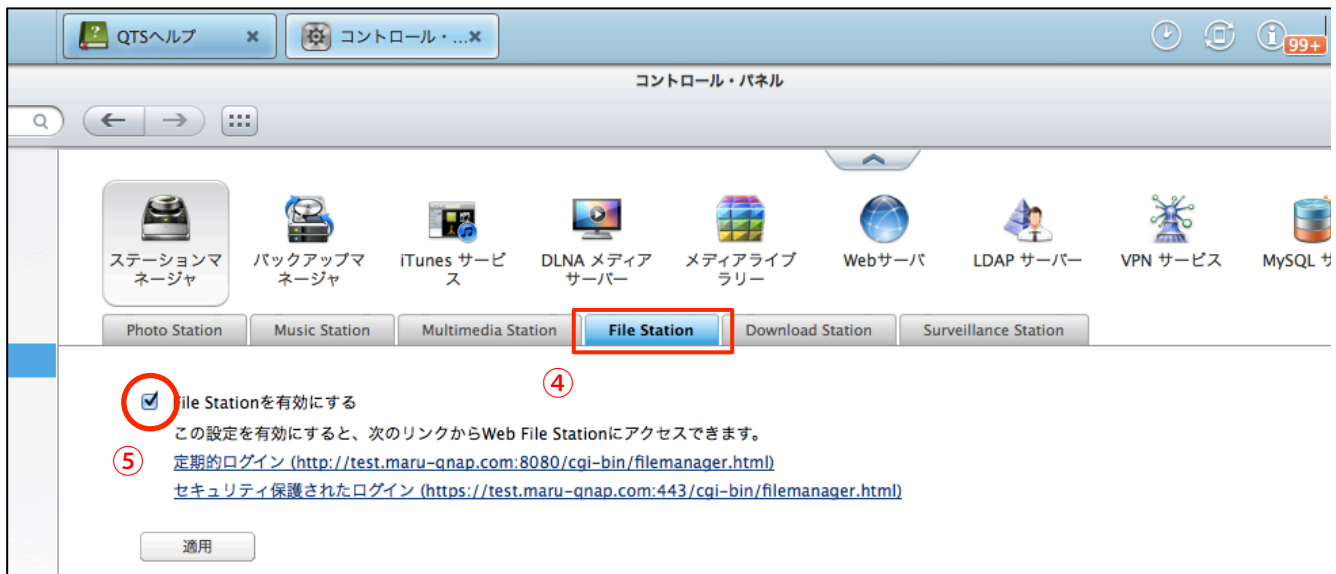 QTSヘルプ
コントロール・...
99+
コントロール・パネル
ステーションマ
ネージャ
バックアップマ
ネージャ
iTunes サービ
ス
DLNA メディア
サーバー
メディアライブ
ラリー
Webサーバ
LDAP サーバー
VPN サービス
MySQL サ
Photo Station
Music Station
Multimedia Station
File Station
Download Station
Surveillance Station
④
File Stationを有効にする
この設定を有効にすると、次のリンクからWeb File Stationにアクセスできます。
⑤
定期的ログイン (http://test.maru-qnap.com:8080/cgi-bin/filemanager.html)
セキュリティ保護されたログイン (https://test.maru-qnap.com:443/cgi-bin/filemanager.html)
適用